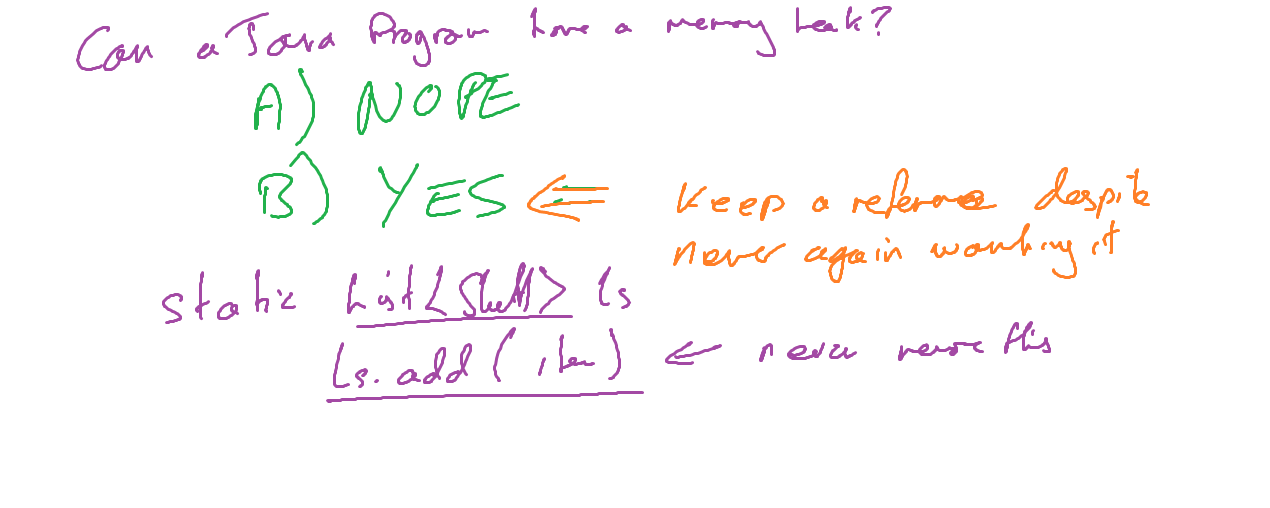 Can a Java Program have a memory Leak?
A) NOPE
B) YES <= Keep a reference despite
never again wanting it
static List<Stuff> ls
ls.add( item ) <- never remove this